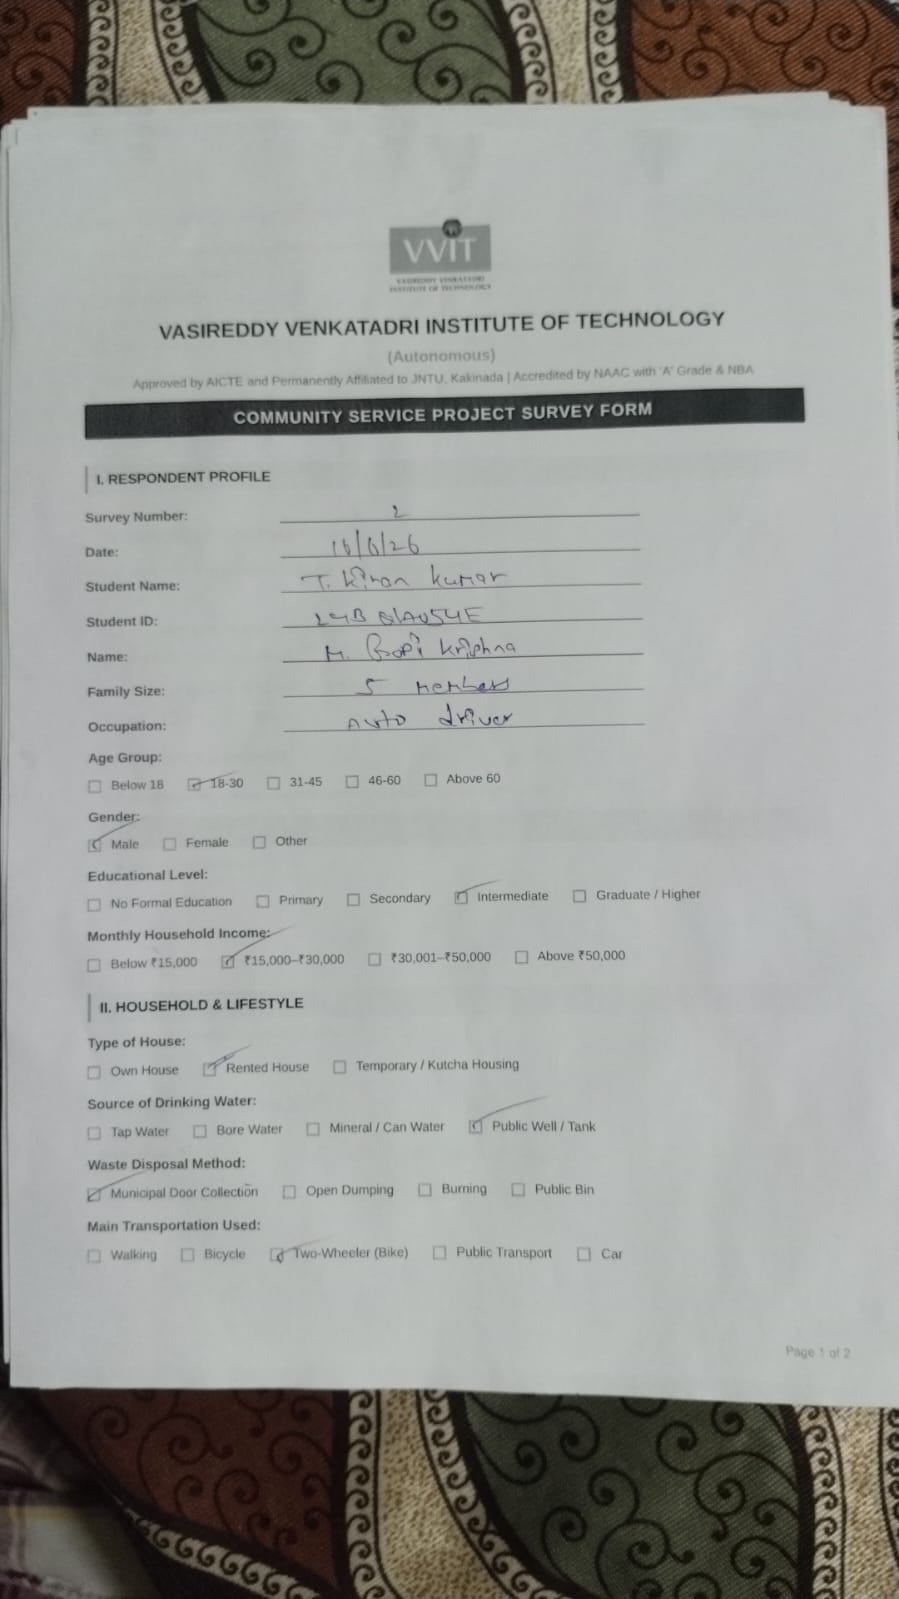 VVIT
VASIREDDY VENKATADRI
INSTITUTE OF TECHNOLOGY
VASIREDDY VENKATADRI INSTITUTE OF TECHNOLOGY
(Autonomous)
Approved by AICTE and Permanently Affiliated to JNTU, Kakinada | Accredited by NAAC with 'A' Grade & NBA
COMMUNITY SERVICE PROJECT SURVEY FORM
I. RESPONDENT PROFILE
Survey Number: 2
Date: 16/6/26
Student Name: T. Kiran Kumar
Student ID:
Name: M. Gopi Krishna
Family Size: 5 members
Occupation: Auto driver
Age Group:
Below 18 18-30 31-45 46-60 Above 60
Gender:
Male Female Other
Educational Level:
No Formal Education Primary Secondary Intermediate Graduate / Higher
Monthly Household Income:
Below ₹15,000 ₹15,000–₹30,000 ₹30,001–₹50,000 Above ₹50,000
II. HOUSEHOLD & LIFESTYLE
Type of House:
Own House Rented House Temporary / Kutcha Housing
Source of Drinking Water:
Tap Water Bore Water Mineral / Can Water Public Well / Tank
Waste Disposal Method:
Municipal Door Collection Open Dumping Burning Public Bin
Main Transportation Used:
Walking Bicycle Two-Wheeler (Bike) Public Transport Car
Page 1 of 2